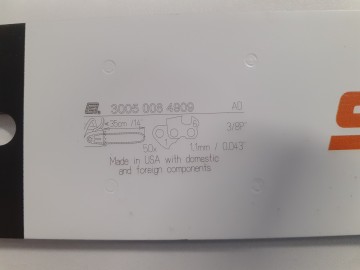 3005 008 4909 A0
35cm / 14" 3/8P"
50x 1.1mm / 0.043"
Made in USA with domestic
and foreign components
S